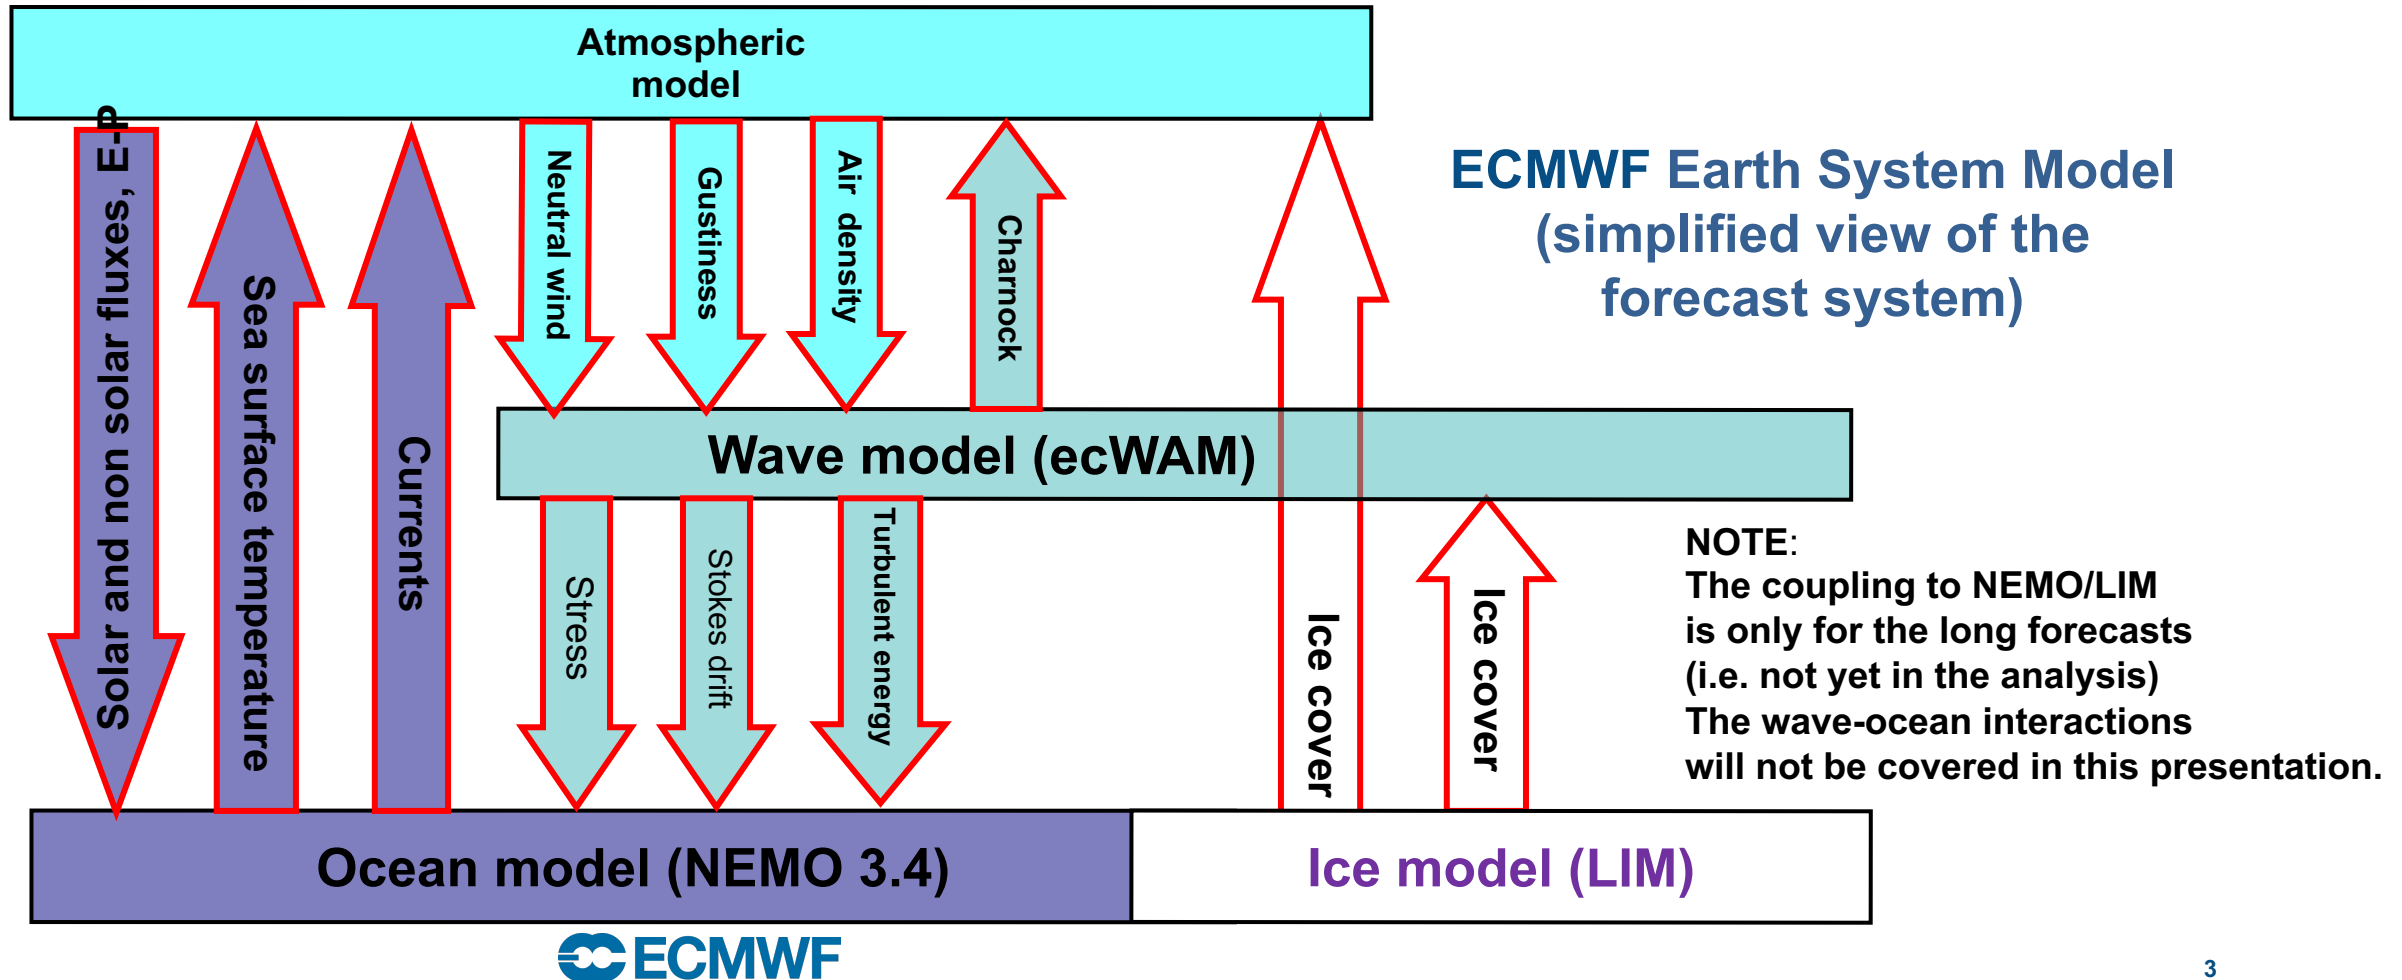 Atmospheric
model
Solar and non solar fluxes, E-P
Sea surface temperature
Currents
Neutral wind
Gustiness
Air density
Charnock
ECMWF Earth System Model
(simplified view of the
forecast system)
Wave model (ecWAM)
Stress
Stokes drift
Turbulent energy
Ice cover
Ice cover
NOTE:
The coupling to NEMO/LIM
is only for the long forecasts
(i.e. not yet in the analysis)
The wave-ocean interactions
will not be covered in this presentation.
Ocean model (NEMO 3.4)
Ice model (LIM)
ECMWF
3